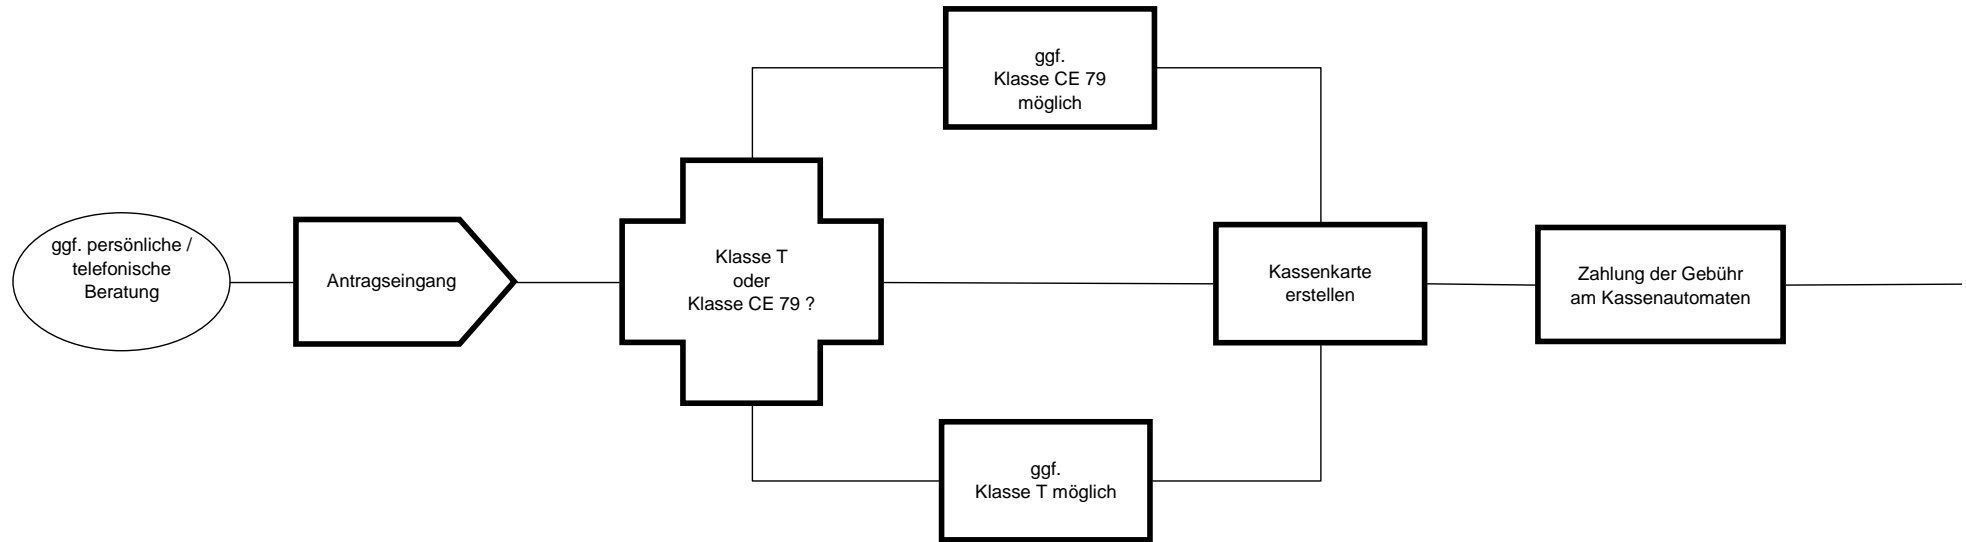 ggf. persönliche /
telefonische
Beratung
Antragseingang
Klasse T
oder
Klasse CE 79 ?
ggf.
Klasse CE 79
möglich
ggf.
Klasse T möglich
Kassenkarte
erstellen
Zahlung der Gebühr
am Kassenautomaten